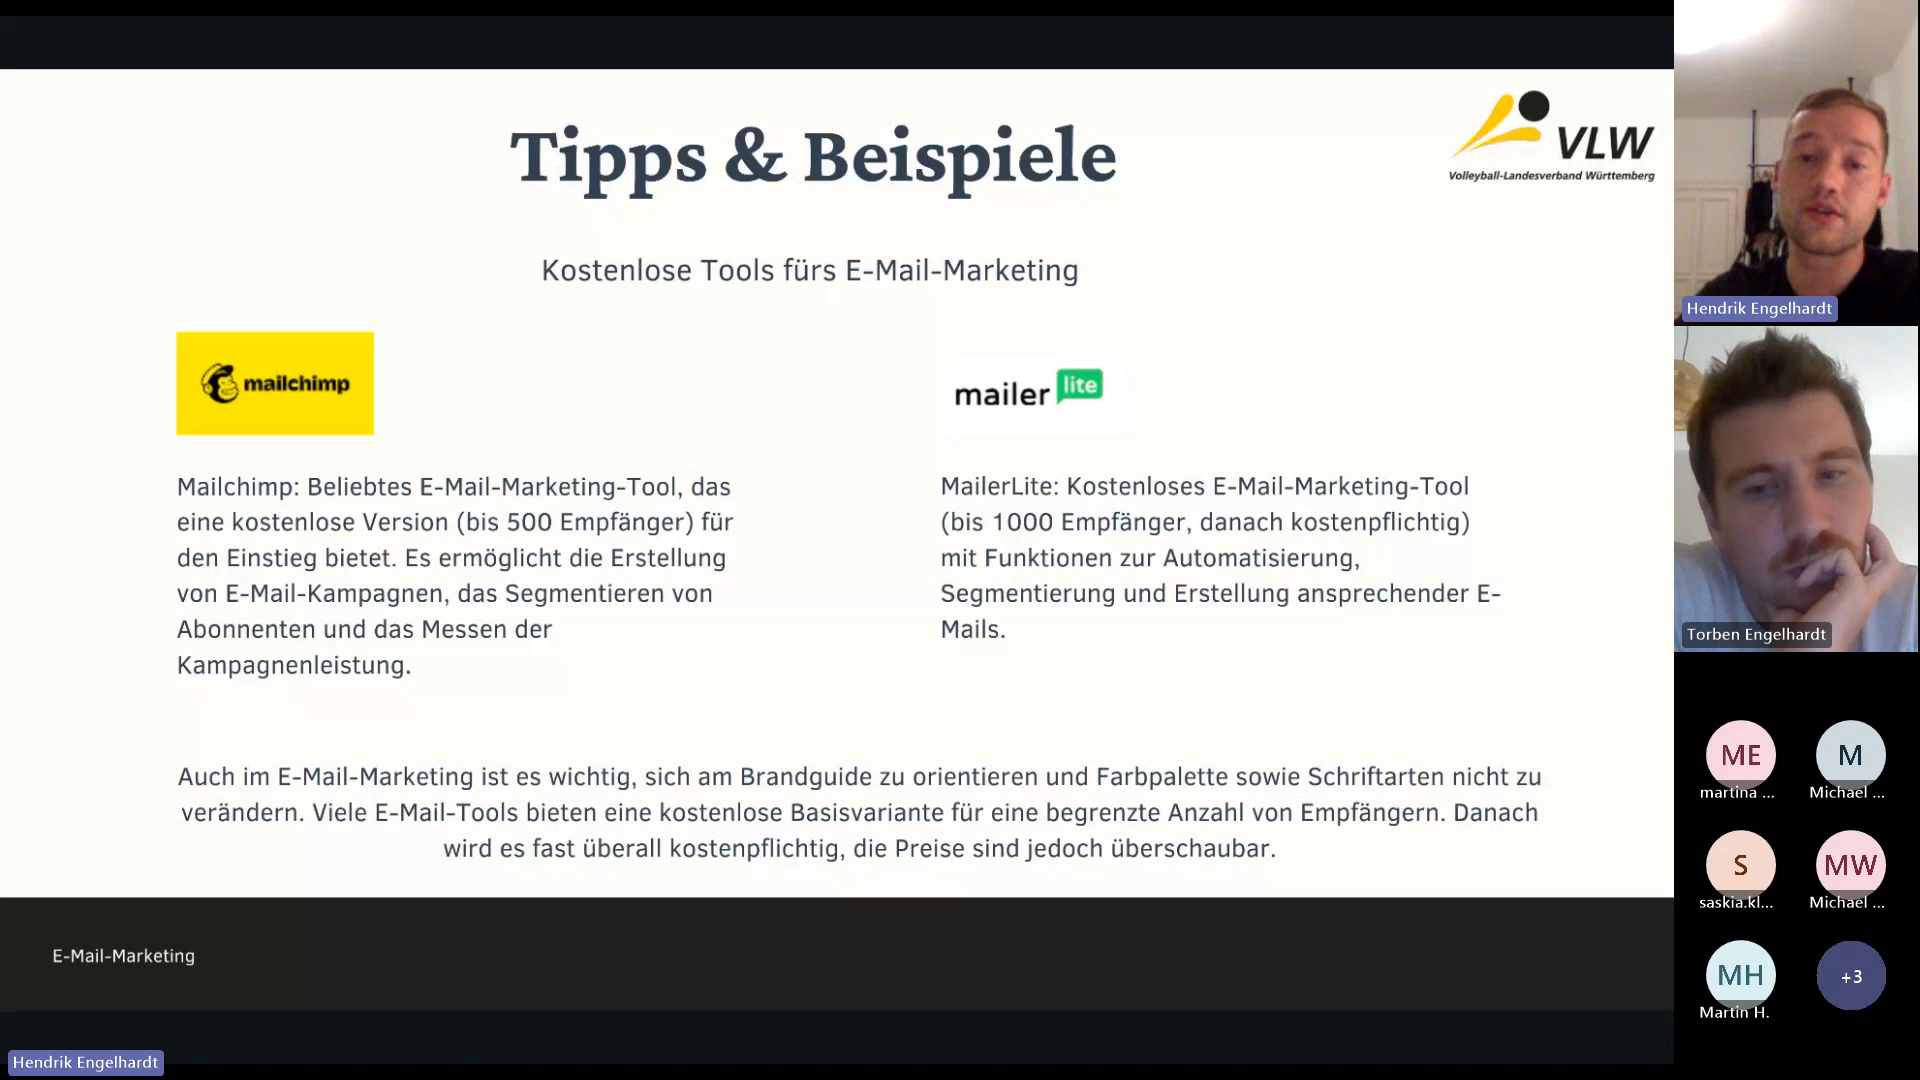 Tipps & Beispiele
VLW
Volleyball-Landesverband Württemberg
Kostenlose Tools fürs E-Mail-Marketing
mailchimp
Mailchimp: Beliebtes E-Mail-Marketing-Tool, das
eine kostenlose Version (bis 500 Empfänger) für
den Einstieg bietet. Es ermöglicht die Erstellung
von E-Mail-Kampagnen, das Segmentieren von
Abonnenten und das Messen der
Kampagnenleistung.
mailer lite
MailerLite: Kostenloses E-Mail-Marketing-Tool
(bis 1000 Empfänger, danach kostenpflichtig)
mit Funktionen zur Automatisierung,
Segmentierung und Erstellung ansprechender E-
Mails.
Auch im E-Mail-Marketing ist es wichtig, sich am Brandguide zu orientieren und Farbpalette sowie Schriftarten nicht zu
verändern. Viele E-Mail-Tools bieten eine kostenlose Basisvariante für eine begrenzte Anzahl von Empfängern. Danach
wird es fast überall kostenpflichtig, die Preise sind jedoch überschaubar.
E-Mail-Marketing
Hendrik Engelhardt
Hendrik Engelhardt
Torben Engelhardt
ME
martina ...
M
Michael ...
S
saskia.kl...
MW
Michael ...
MH
Martin H.
+3